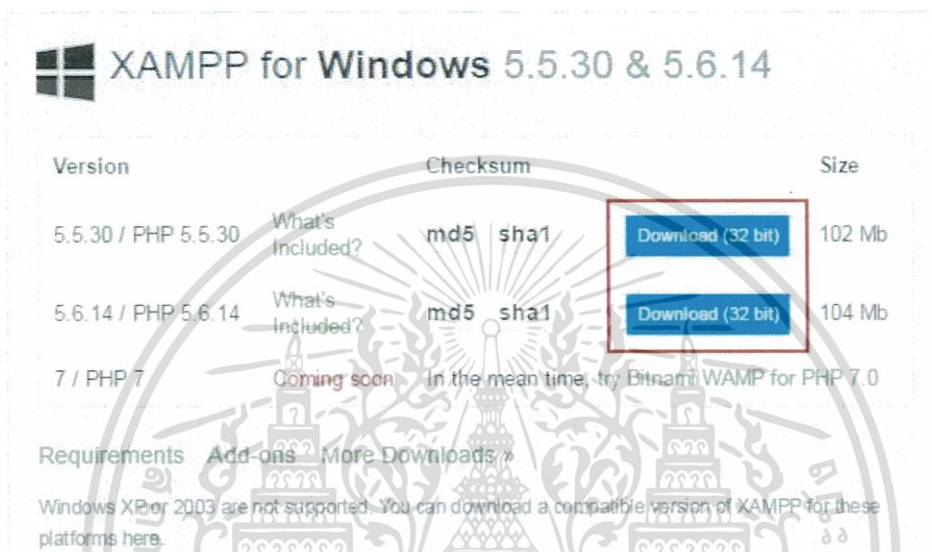 XAMPP for Windows 5.5.30 & 5.6.14
Version Checksum Size
5.5.30 / PHP 5.5.30 What's Included? md5 sha1 Download (32 bit) 102 Mb
5.6.14 / PHP 5.6.14 What's Included? md5 sha1 Download (32 bit) 104 Mb
7 / PHP 7 Coming soon In the mean time, try Bitnami WAMP for PHP 7.0
Requirements Add-ons More Downloads »
Windows XP or 2003 are not supported. You can download a compatible version of XAMPP for these
platforms here.